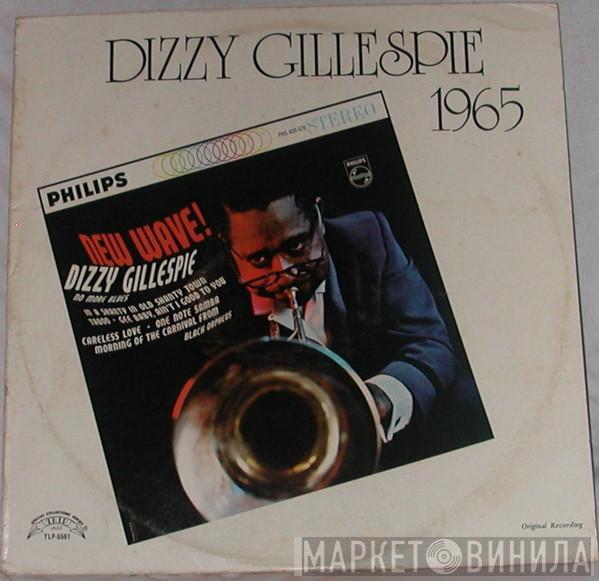 DIZZY GILLESPIE
1965
PHS 600-070 STEREO
PHILIPS
PHILIPS
NEW WAVE!
DIZZY GILLESPIE
NO MORE BLUES
IN A SHANTY IN OLD SHANTY TOWN
TABOO • GEE BABY, AIN'T I GOOD TO YOU
CARELESS LOVE • ONE NOTE SAMBA
MORNING OF THE CARNIVAL FROM
BLACK ORPHEUS
JAZZ
TLP-5581
Original Recording
МАРКЕТ ВИНИЛА